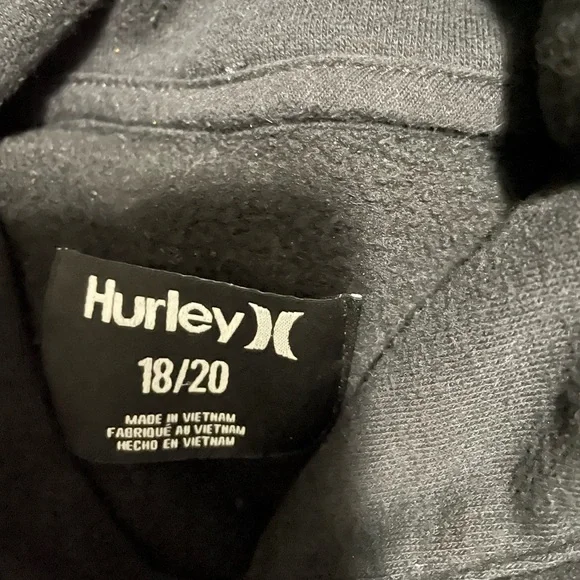 Hurley
18/20
MADE IN VIETNAM
FABRIQUÉ AU VIETNAM
HECHO EN VIETNAM